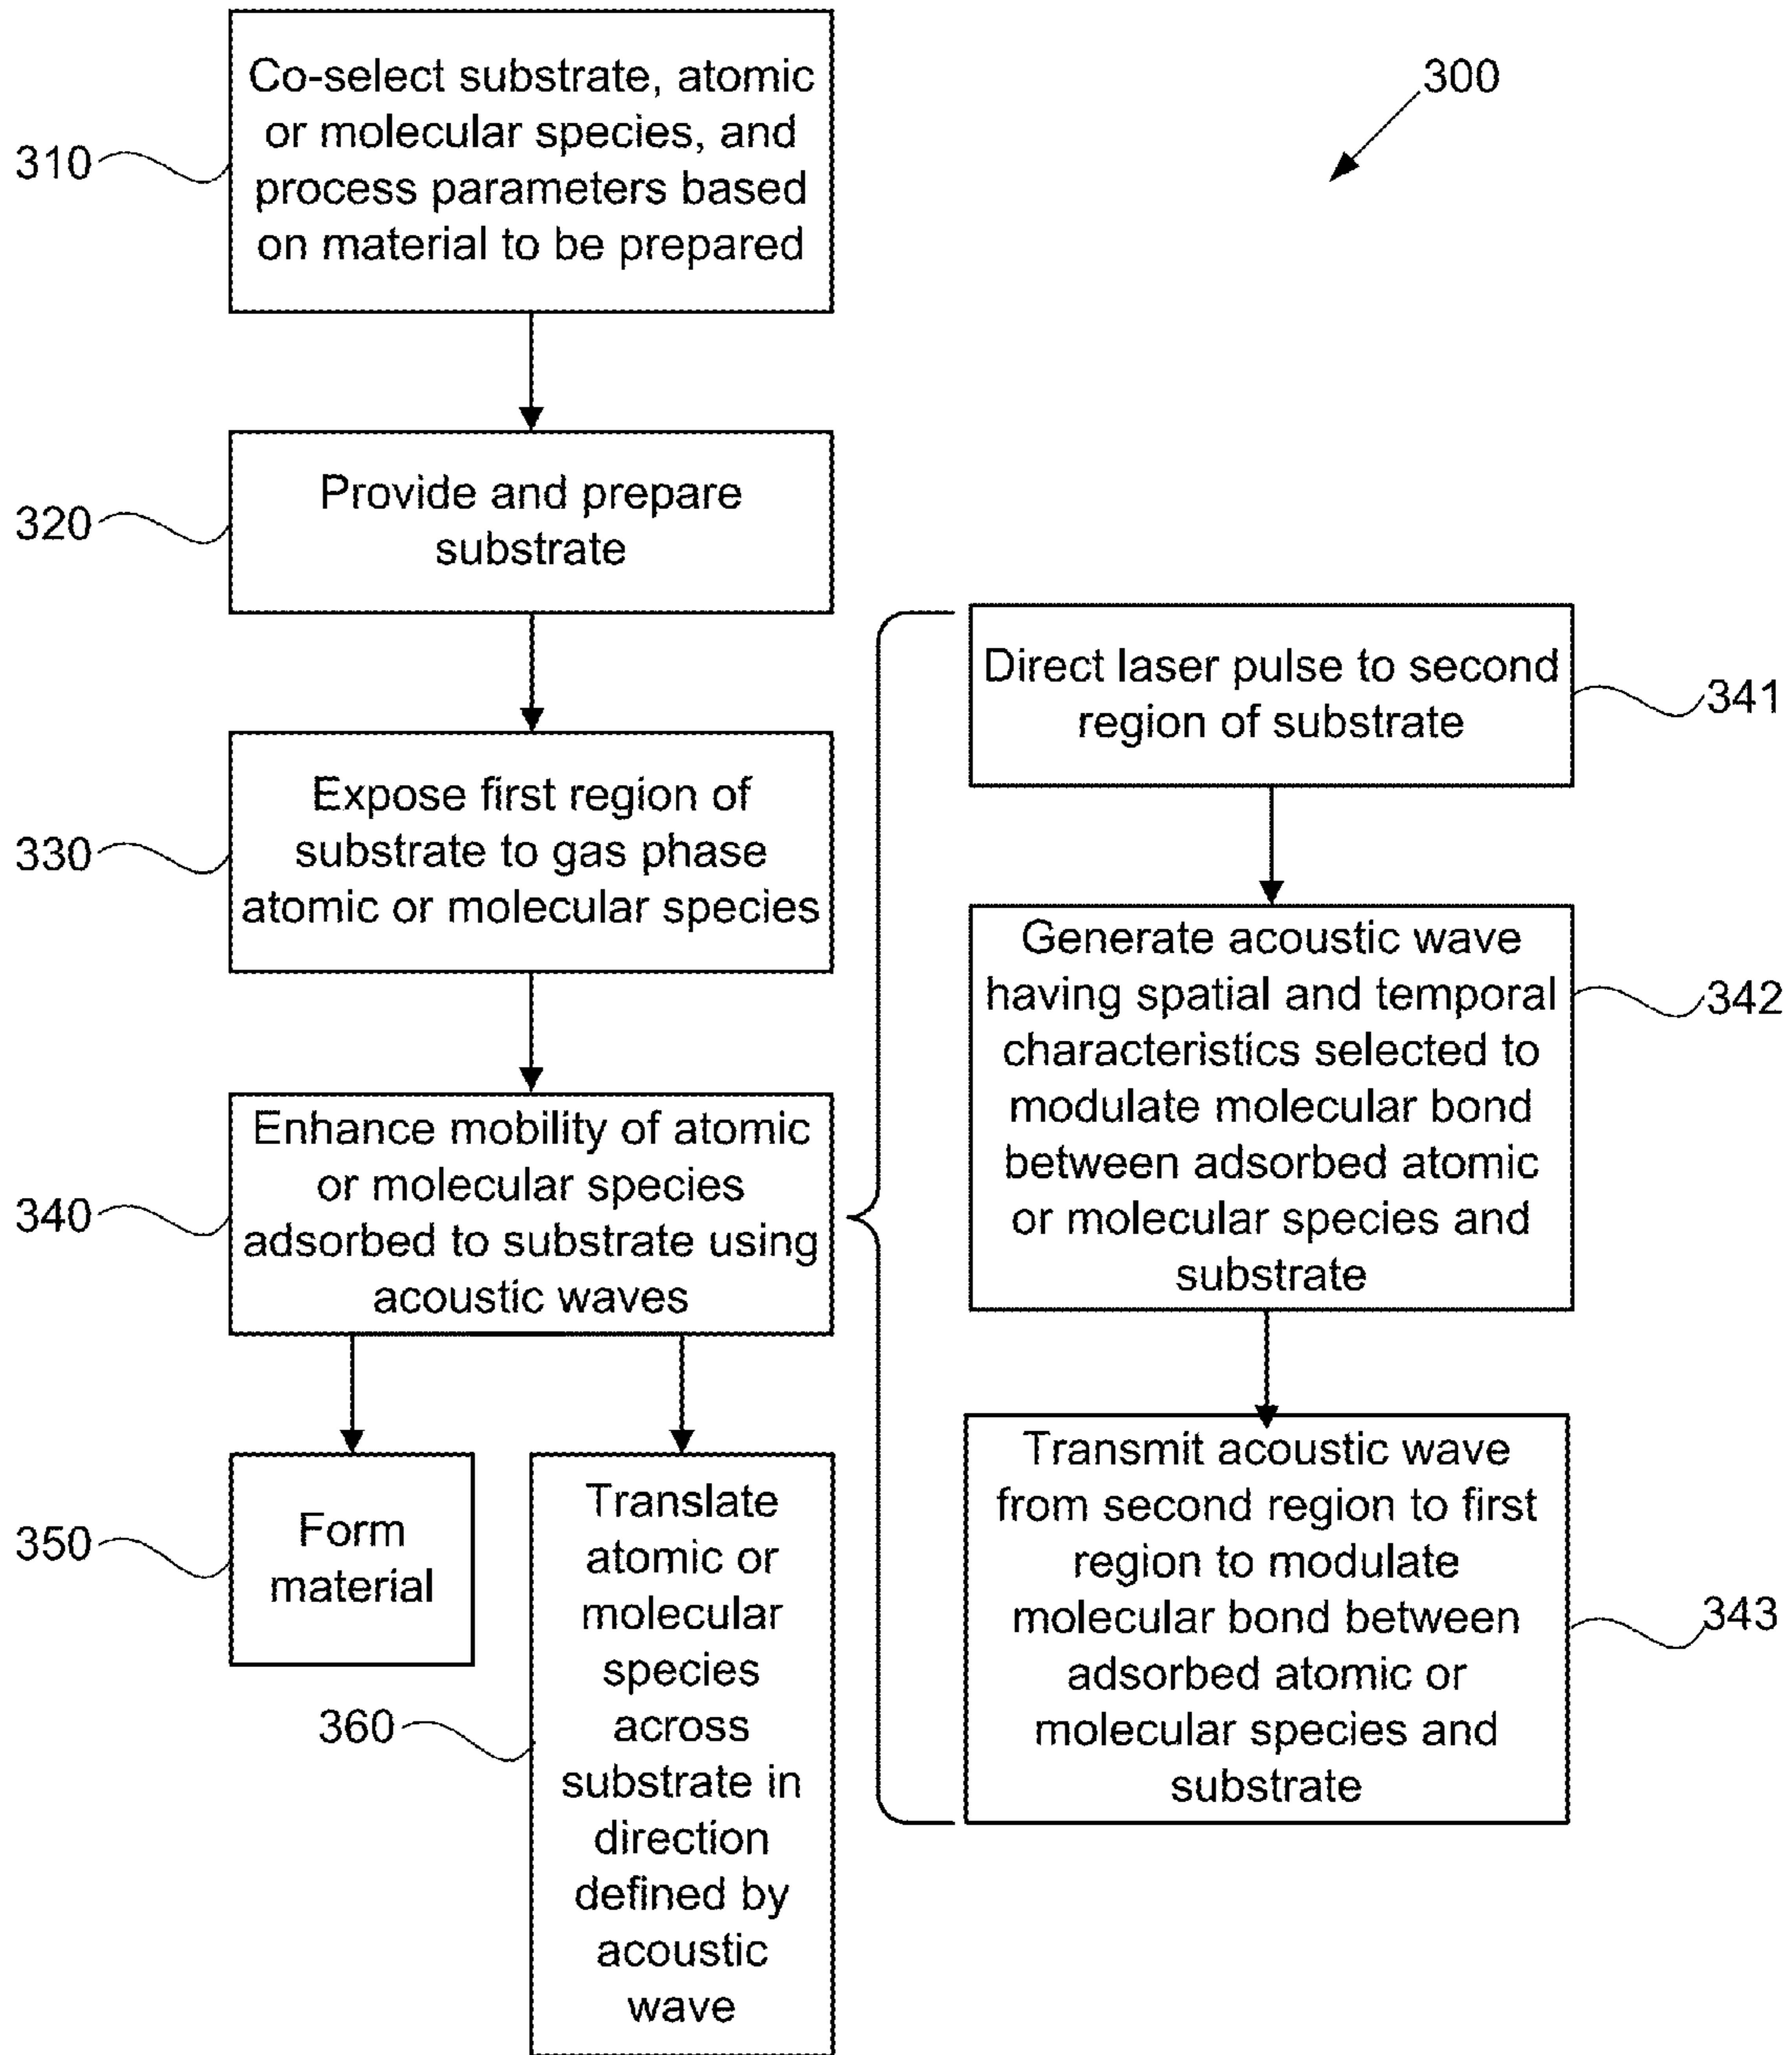 300
310
Co-select substrate, atomic
or molecular species, and
process parameters based
on material to be prepared
320
Provide and prepare
substrate
330
Expose first region of
substrate to gas phase
atomic or molecular species
340
Enhance mobility of atomic
or molecular species
adsorbed to substrate using
acoustic waves
Direct laser pulse to second
region of substrate
341
Generate acoustic wave
having spatial and temporal
characteristics selected to
modulate molecular bond
between adsorbed atomic
or molecular species and
substrate
342
Transmit acoustic wave
from second region to first
region to modulate
molecular bond between
adsorbed atomic or
molecular species and
substrate
343
350
Form
material
360
Translate
atomic or
molecular
species
across
substrate in
direction
defined by
acoustic
wave